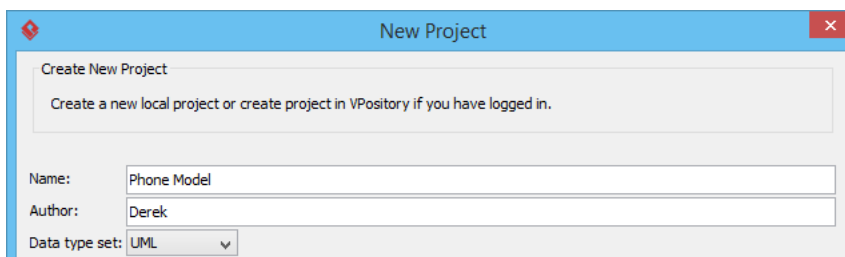 New Project
Create New Project
Create a new local project or create project in VPository if you have logged in.
Name: Phone Model
Author: Derek
Data type set: UML